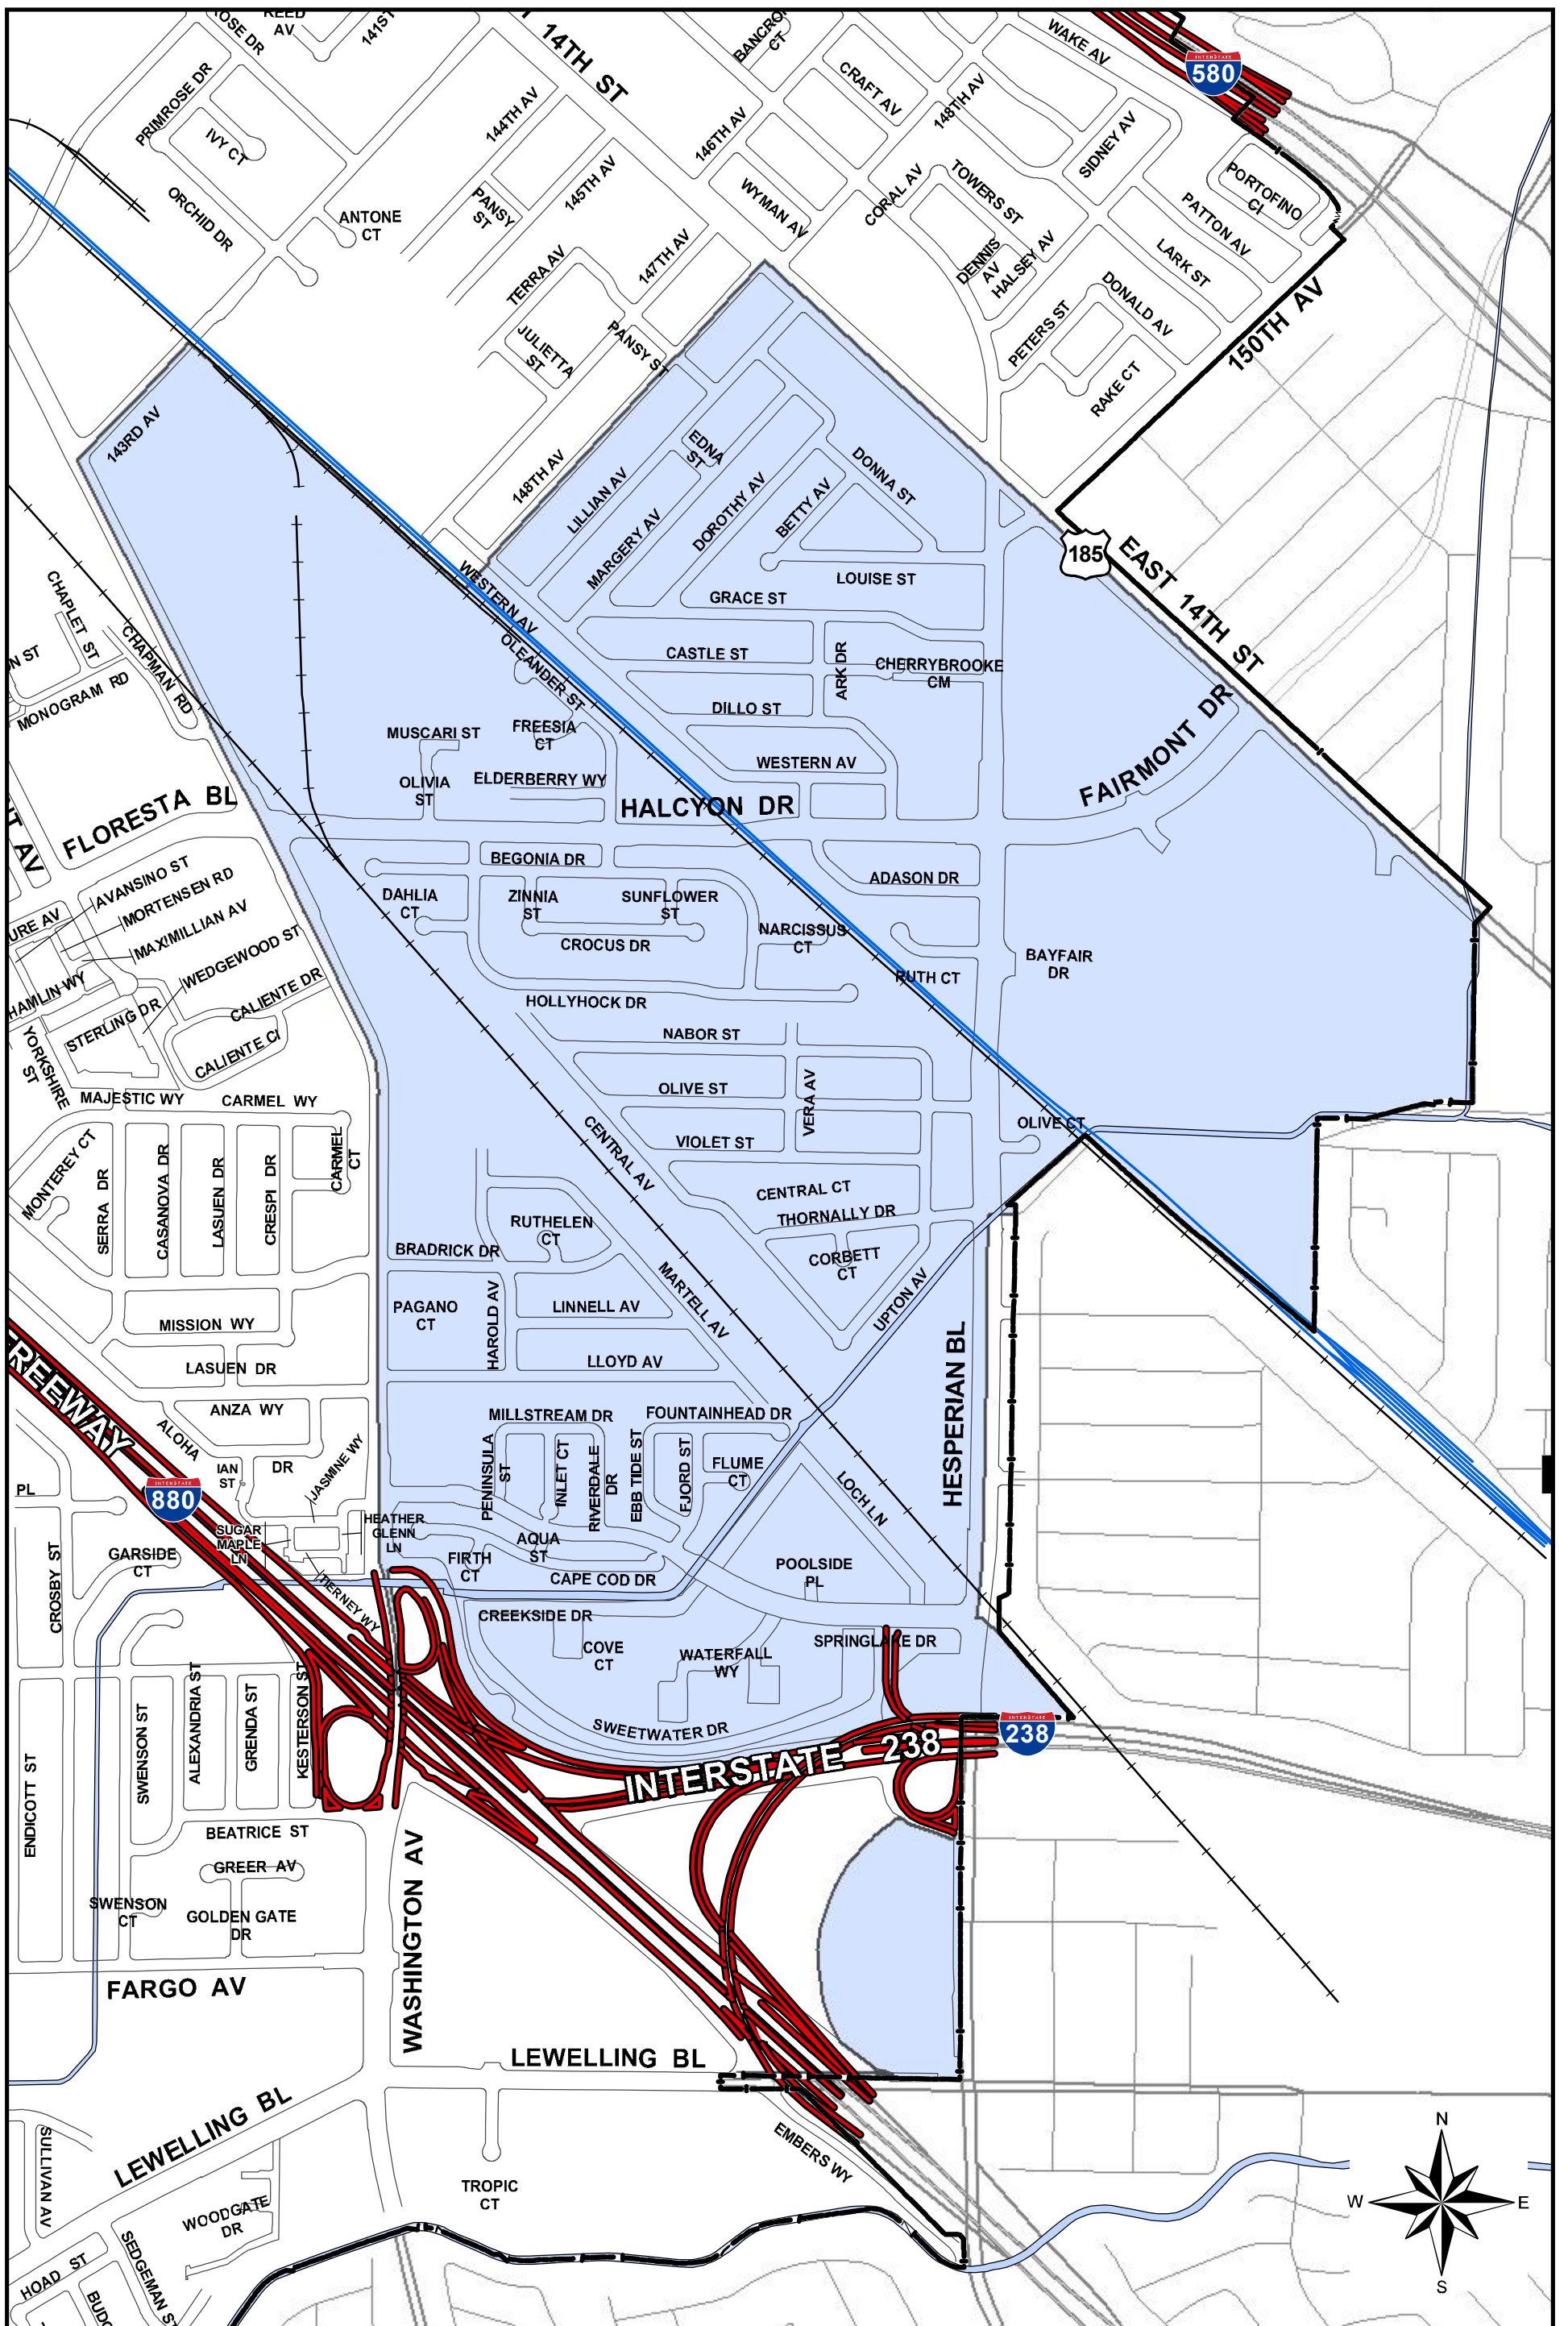 REED
AV
141ST
14TH ST
BANCROFT
CT
WAKE AV
INTERSTATE
580
PRIMROSE DR
IVY CT
ORCHID DR
ANTONE
CT
144TH AV
PANSY
ST
145TH AV
146TH AV
CRAFT AV
148TH AV
SIDNEY AV
WYMAN AV
CORAL AV
TOWERS ST
PORTOFINO
CI
PATTON AV
LARK ST
DENNIS
AV
HALSEY AV
TERRA AV
147TH AV
JULIETTA
ST
PANSY ST
PETERS ST
DONALD AV
RAKE CT
150TH AV
143RD AV
148TH AV
LILLIAN AV
EDNA
ST
MARGERY AV
DOROTHY AV
BETTY AV
DONNA ST
LOUISE ST
GRACE ST
185
EAST 14TH ST
WESTERN AV
OLEANDER ST
CASTLE ST
ARK DR
CHERRYBROOKE
CM
DILLO ST
WESTERN AV
FAIRMONT DR
CHAPLET ST
CHAPMAN RD
MONOGRAM RD
MUSCARI ST
FREESIA
CT
OLIVIA
ST
ELDERBERRY WY
HALCYON DR
FLORESTA BL
BEGONIA DR
ADASON DR
DAHLIA
CT
ZINNIA
ST
SUNFLOWER
ST
CROCUS DR
NARCISSUS
CT
RUTH CT
BAYFAIR
DR
HOLLYHOCK DR
AVANSINO ST
MORTENSEN RD
MAXIMILLIAN AV
WEDGEWOOD ST
HAMLIN WY
STERLING DR
CALIENTE DR
CALIENTE CI
YORKSHIRE
ST
MAJESTIC WY
CARMEL WY
NABOR ST
OLIVE ST
VERA AV
VIOLET ST
OLIVE CT
CENTRAL AV
CENTRAL CT
THORNALLY DR
CORBETT
CT
UPTON AV
MONTEREY CT
SERRA DR
CASANOVA DR
LASUEN DR
CRESPI DR
CARMEL
CT
RUTHELEN
CT
BRADRICK DR
PAGANO
CT
HAROLD AV
LINNELL AV
MARTELL AV
LLOYD AV
HESPERIAN BL
MISSION WY
LASUEN DR
ANZA WY
ALOHA
DR
FREEWAY
INTERSTATE
880
IAN
ST
JASMINE WY
SUGAR
MAPLE
LN
HEATHER
GLENN
LN
TIERNEY WY
PL
CROSBY ST
GARSIDE
CT
MILLSTREAM DR
FOUNTAINHEAD DR
PENINSULA
ST
INLET CT
RIVERDALE
DR
EBB TIDE ST
FJORD ST
FLUME
CT
LOCH LN
AQUA
ST
FIRTH
CT
CAPE COD DR
POOLSIDE
PL
CREEKSIDE DR
COVE
CT
WATERFALL
WY
SPRINGLAKE DR
SWEETWATER DR
INTERSTATE 238
INTERSTATE
238
ENDICOTT ST
SWENSON ST
ALEXANDRIA ST
GRENDA ST
KESTERSON ST
BEATRICE ST
GREER AV
SWENSON
CT
GOLDEN GATE
DR
FARGO AV
WASHINGTON AV
LEWELLING BL
LEWELLING BL
EMBERS WY
TROPIC
CT
SULLIVAN AV
WOODGATE
DR
HOAD ST
SEDGEMAN ST
N
W
E
S